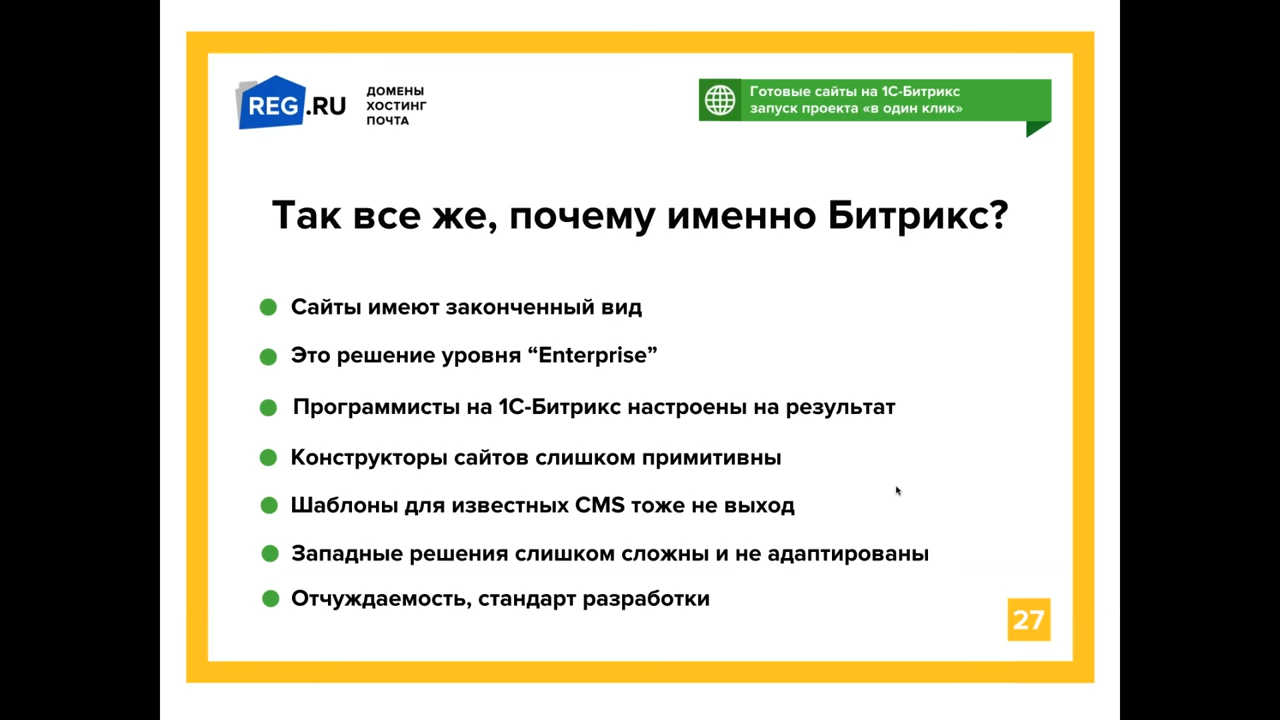 REG.RU
ДОМЕНЫ
ХОСТИНГ
ПОЧТА
Готовые сайты на 1С-Битрикс
запуск проекта «в один клик»
Так все же, почему именно Битрикс?
Сайты имеют законченный вид
Это решение уровня “Enterprise”
Программисты на 1С-Битрикс настроены на результат
Конструкторы сайтов слишком примитивны
Шаблоны для известных CMS тоже не выход
Западные решения слишком сложны и не адаптированы
Отчуждаемость, стандарт разработки
27